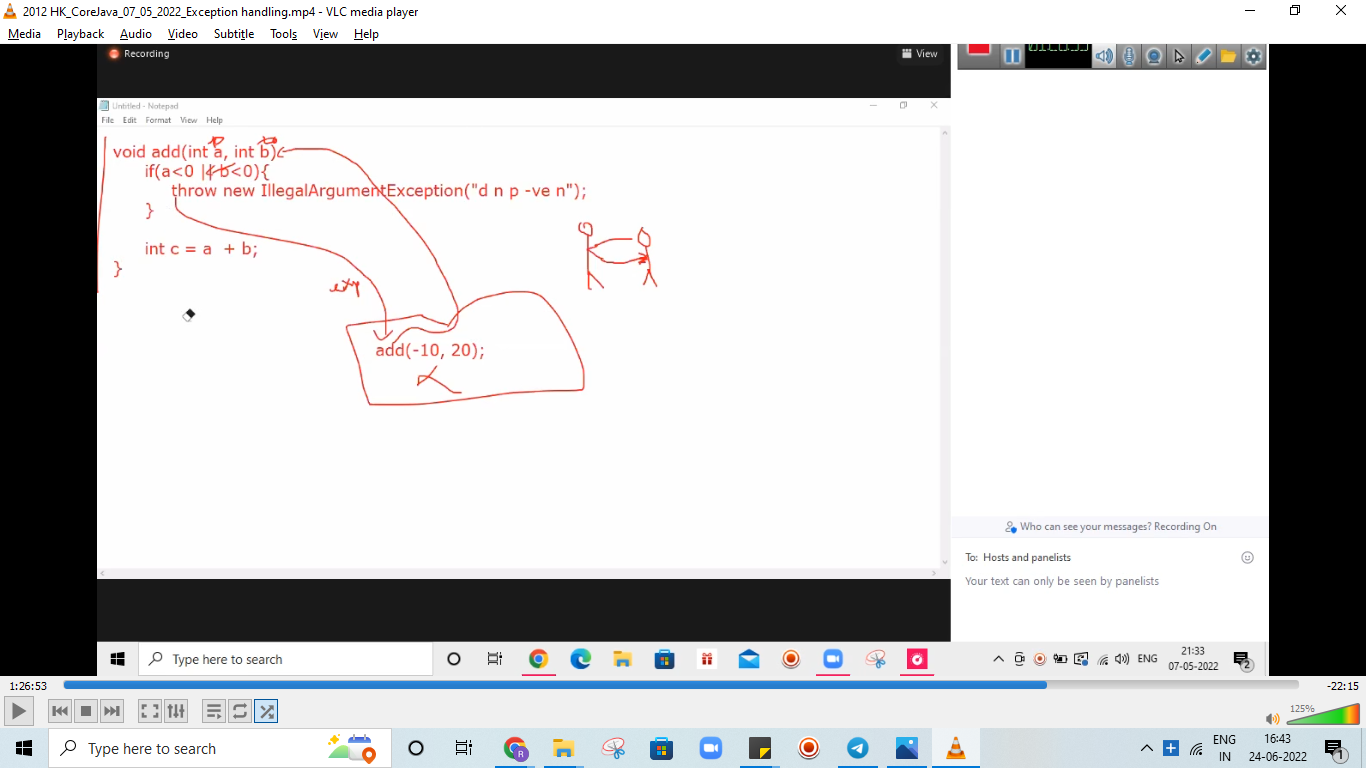 2012 HK_CoreJava_07_05_2022_Exception handling.mp4 - VLC media player
Media Playback Audio Video Subtitle Tools View Help
Recording
View
Untitled - Notepad
File Edit Format View Help
void add(int a, int b)
if(a<0 || b<0){
throw new IllegalArgumentException("d n p -ve n");
}
int c = a + b;
}
add(-10, 20);
Who can see your messages? Recording On
To: Hosts and panelists
Your text can only be seen by panelists
Type here to search
ENG
21:33
07-05-2022
2
1:26:53
-22:15
125%
Type here to search
R
ENG
IN
16:43
24-06-2022
1